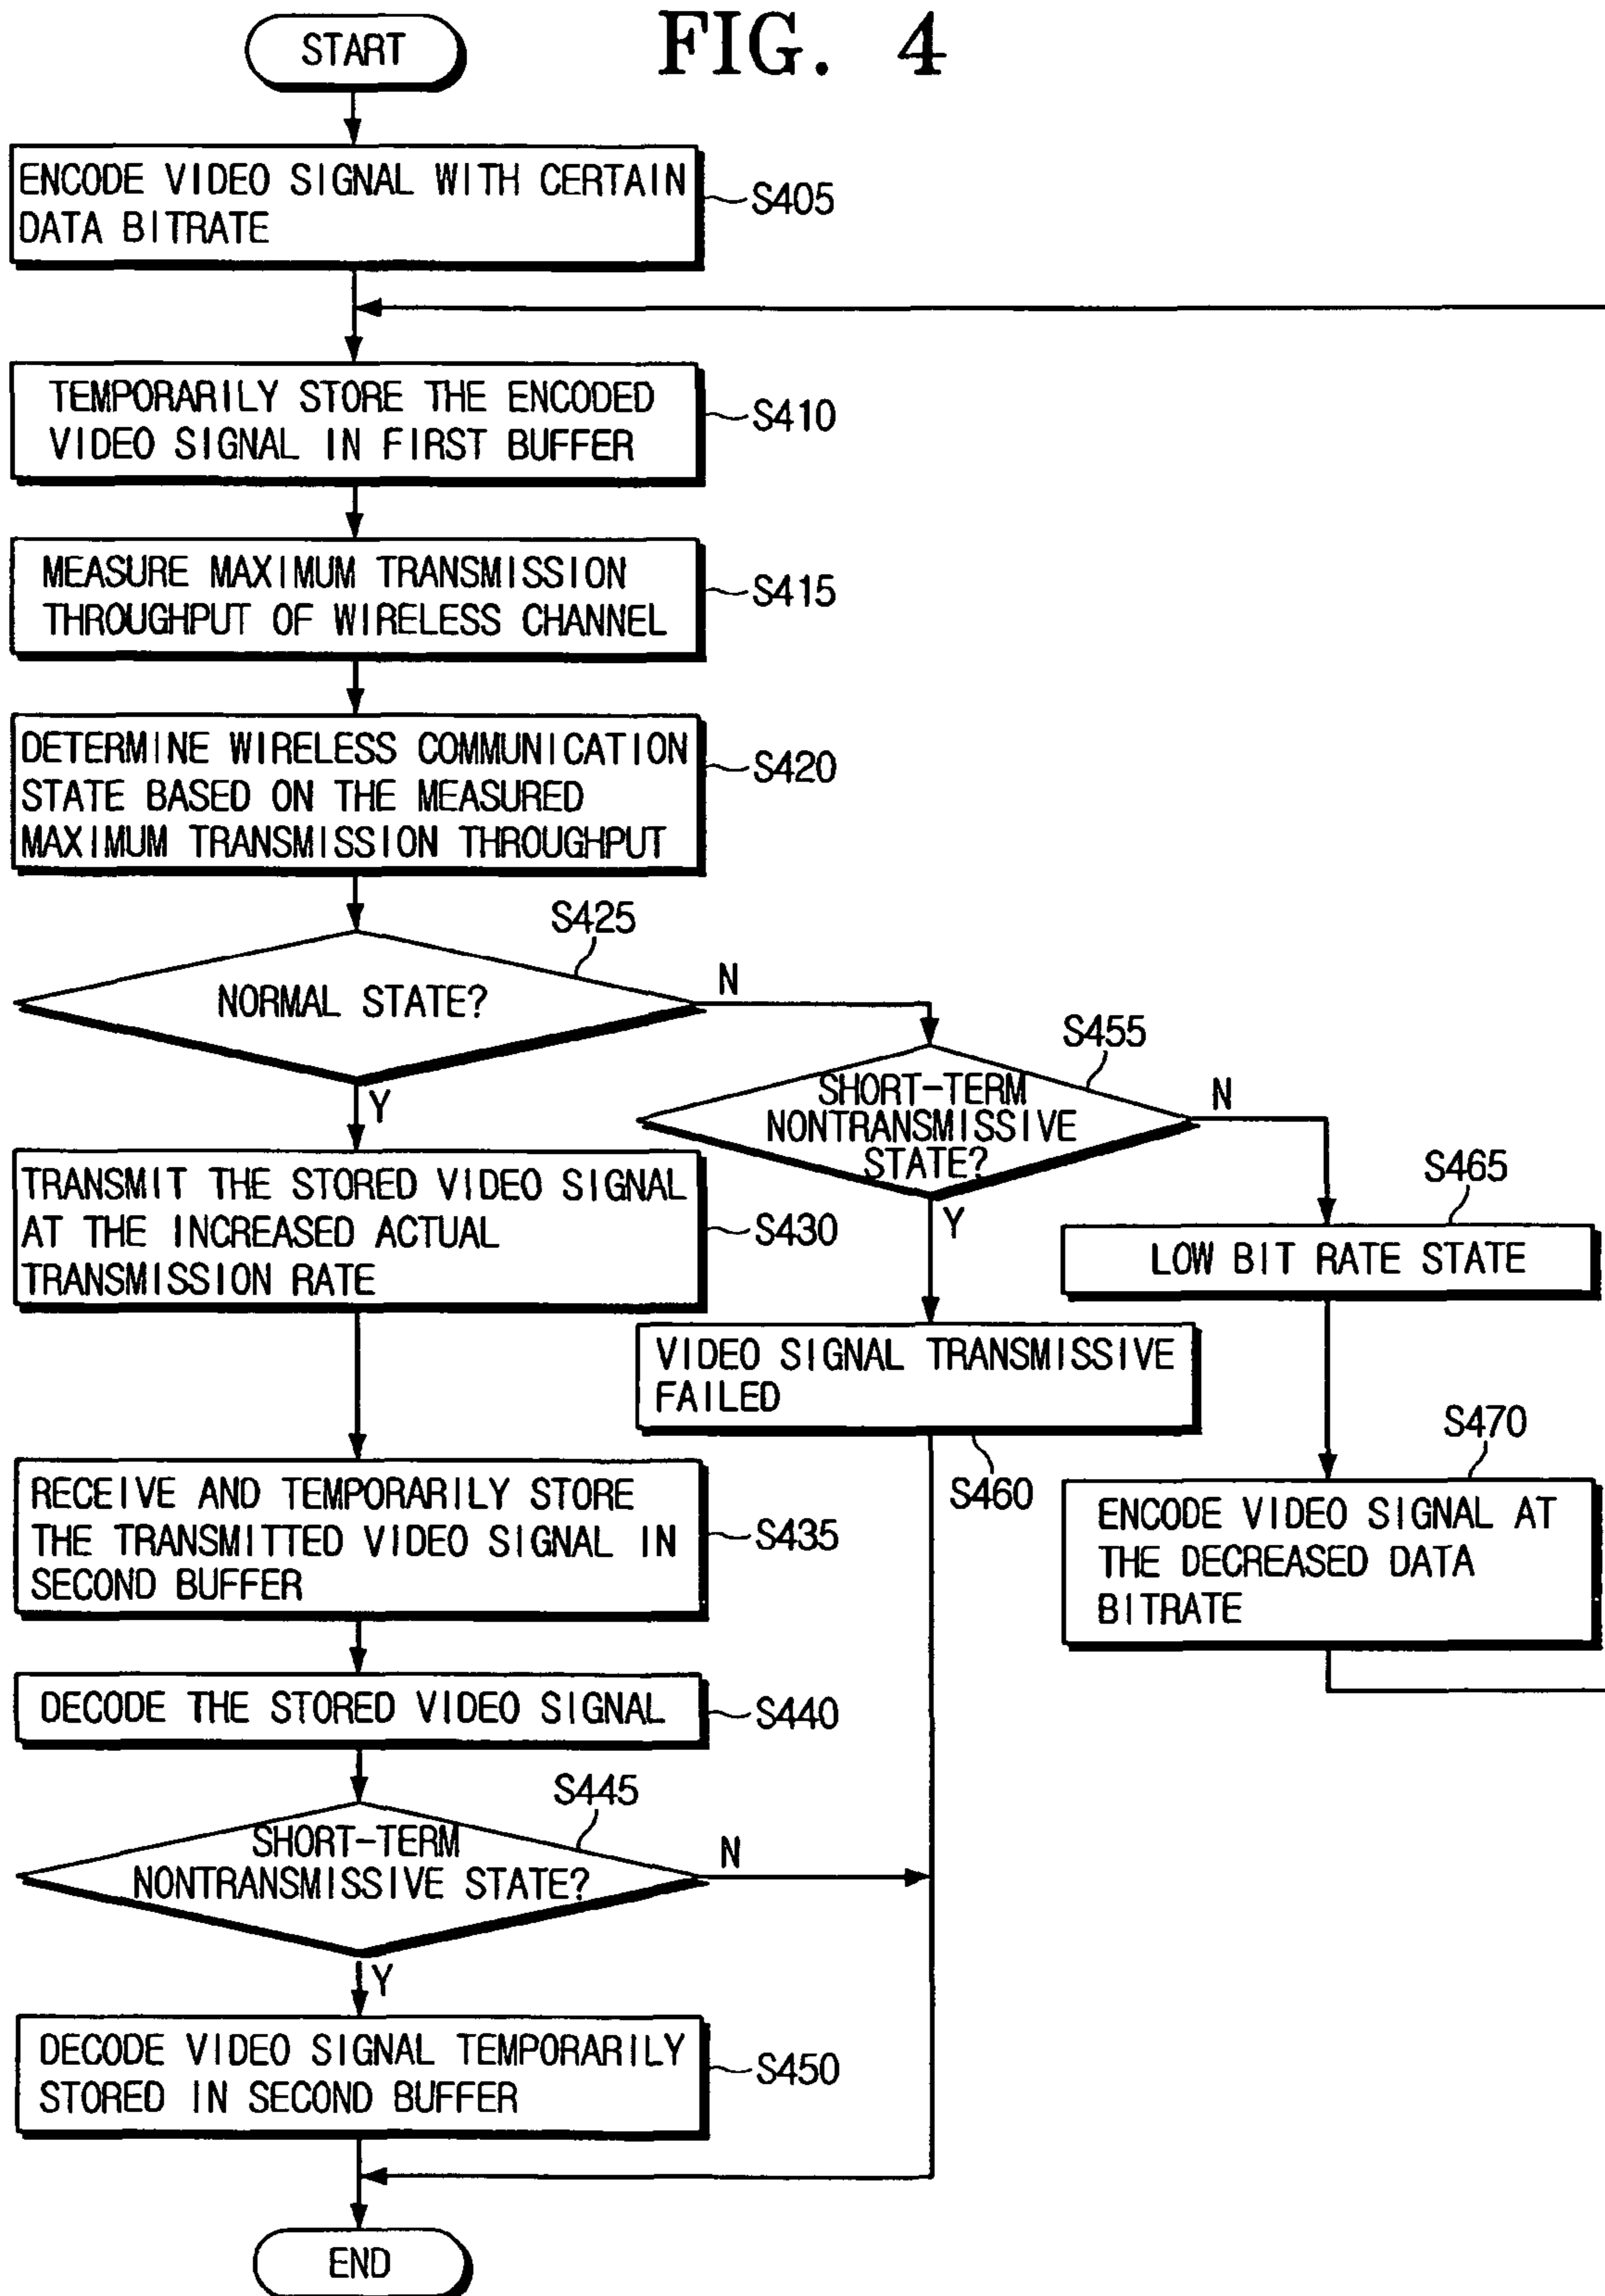 FIG. 4
START
ENCODE VIDEO SIGNAL WITH CERTAIN
DATA BITRATE
S405
TEMPORARILY STORE THE ENCODED
VIDEO SIGNAL IN FIRST BUFFER
S410
MEASURE MAXIMUM TRANSMISSION
THROUGHPUT OF WIRELESS CHANNEL
S415
DETERMINE WIRELESS COMMUNICATION
STATE BASED ON THE MEASURED
MAXIMUM TRANSMISSION THROUGHPUT
S420
S425
NORMAL STATE?
N
Y
S455
SHORT-TERM
NONTRANSMISSIVE
STATE?
N
Y
TRANSMIT THE STORED VIDEO SIGNAL
AT THE INCREASED ACTUAL
TRANSMISSION RATE
S430
S465
LOW BIT RATE STATE
VIDEO SIGNAL TRANSMISSIVE
FAILED
S460
S470
ENCODE VIDEO SIGNAL AT
THE DECREASED DATA
BITRATE
RECEIVE AND TEMPORARILY STORE
THE TRANSMITTED VIDEO SIGNAL IN
SECOND BUFFER
S435
DECODE THE STORED VIDEO SIGNAL
S440
S445
SHORT-TERM
NONTRANSMISSIVE STATE?
N
Y
DECODE VIDEO SIGNAL TEMPORARILY
STORED IN SECOND BUFFER
S450
END